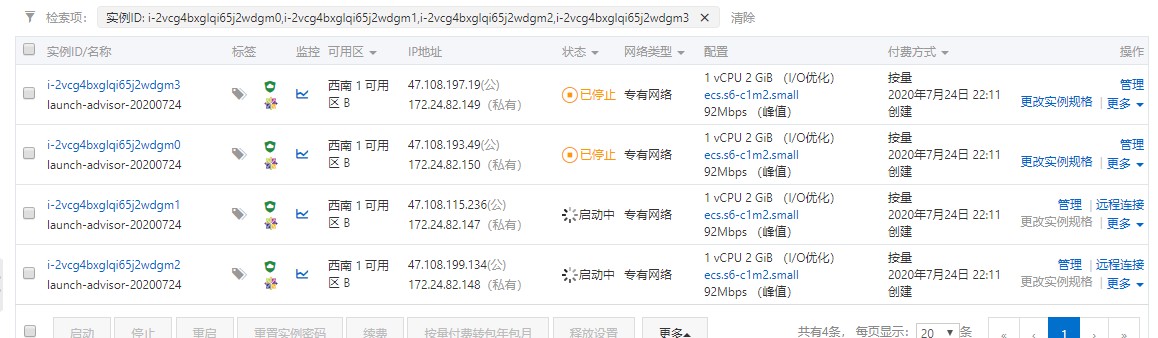 检索项： 实例ID: i-2vcg4bxglqi65j2wdgm0,i-2vcg4bxglqi65j2wdgm1,i-2vcg4bxglqi65j2wdgm2,i-2vcg4bxglqi65j2wdgm3 × 清除
实例ID/名称 标签 监控 可用区 IP地址 状态 网络类型 配置 付费方式 操作
i-2vcg4bxglqi65j2wdgm3
launch-advisor-20200724
西南 1 可用
区 B
47.108.197.19(公)
172.24.82.149 (私有)
已停止
专有网络
1 vCPU 2 GiB (I/O优化)
ecs.s6-c1m2.small
92Mbps (峰值)
按量
2020年7月24日 22:11
创建
管理
更改实例规格 | 更多
i-2vcg4bxglqi65j2wdgm0
launch-advisor-20200724
西南 1 可用
区 B
47.108.193.49(公)
172.24.82.150 (私有)
已停止
专有网络
1 vCPU 2 GiB (I/O优化)
ecs.s6-c1m2.small
92Mbps (峰值)
按量
2020年7月24日 22:11
创建
管理
更改实例规格 | 更多
i-2vcg4bxglqi65j2wdgm1
launch-advisor-20200724
西南 1 可用
区 B
47.108.115.236(公)
172.24.82.147 (私有)
启动中
专有网络
1 vCPU 2 GiB (I/O优化)
ecs.s6-c1m2.small
92Mbps (峰值)
按量
2020年7月24日 22:11
创建
管理 | 远程连接
更改实例规格 | 更多
i-2vcg4bxglqi65j2wdgm2
launch-advisor-20200724
西南 1 可用
区 B
47.108.199.134(公)
172.24.82.148 (私有)
启动中
专有网络
1 vCPU 2 GiB (I/O优化)
ecs.s6-c1m2.small
92Mbps (峰值)
按量
2020年7月24日 22:11
创建
管理 | 远程连接
更改实例规格 | 更多
启动 停止 重启 重置实例密码 续费 按量付费转包年包月 释放设置 更多 共有4条， 每页显示： 20 条 « ‹ 1 › »